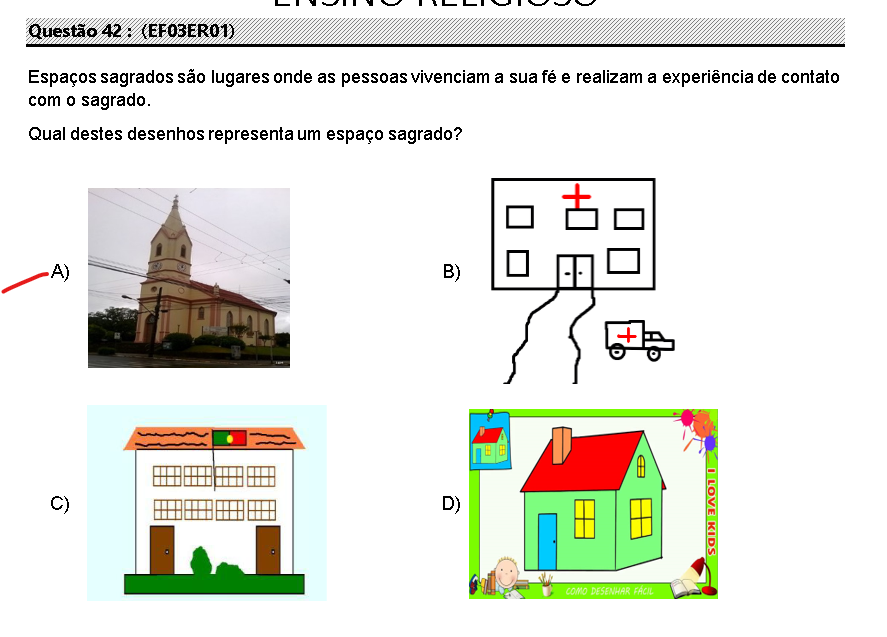 ENSINO RELIGIOSO
Questão 42 : (EF03ER01)
Espaços sagrados são lugares onde as pessoas vivenciam a sua fé e realizam a experiência de contato
com o sagrado.
Qual destes desenhos representa um espaço sagrado?
A)
B)
C)
D)
I LOVE KIDS
COMO DESENHAR FÁCIL